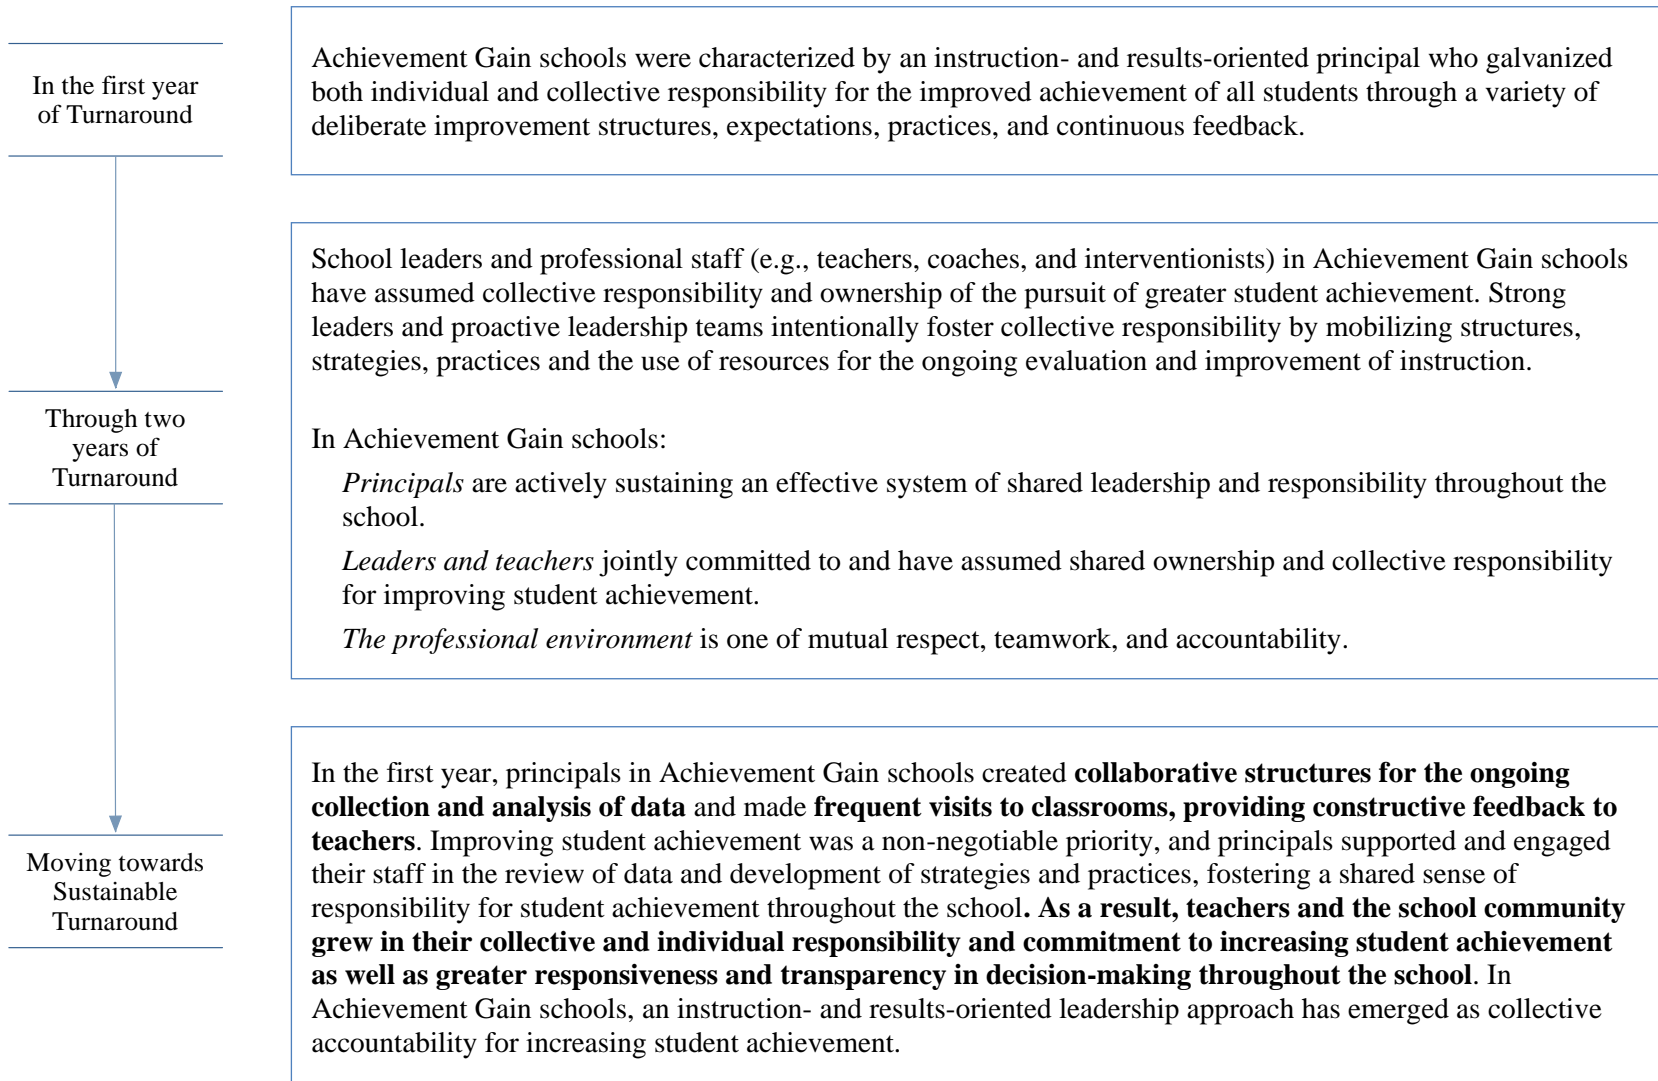 In the first year
of Turnaround
Achievement Gain schools were characterized by an instruction- and results-oriented principal who galvanized
both individual and collective responsibility for the improved achievement of all students through a variety of
deliberate improvement structures, expectations, practices, and continuous feedback.
Through two
years of
Turnaround
School leaders and professional staff (e.g., teachers, coaches, and interventionists) in Achievement Gain schools
have assumed collective responsibility and ownership of the pursuit of greater student achievement. Strong
leaders and proactive leadership teams intentionally foster collective responsibility by mobilizing structures,
strategies, practices and the use of resources for the ongoing evaluation and improvement of instruction.
In Achievement Gain schools:
Principals are actively sustaining an effective system of shared leadership and responsibility throughout the
school.
Leaders and teachers jointly committed to and have assumed shared ownership and collective responsibility
for improving student achievement.
The professional environment is one of mutual respect, teamwork, and accountability.
Moving towards
Sustainable
Turnaround
In the first year, principals in Achievement Gain schools created collaborative structures for the ongoing
collection and analysis of data and made frequent visits to classrooms, providing constructive feedback to
teachers. Improving student achievement was a non-negotiable priority, and principals supported and engaged
their staff in the review of data and development of strategies and practices, fostering a shared sense of
responsibility for student achievement throughout the school. As a result, teachers and the school community
grew in their collective and individual responsibility and commitment to increasing student achievement
as well as greater responsiveness and transparency in decision-making throughout the school. In
Achievement Gain schools, an instruction- and results-oriented leadership approach has emerged as collective
accountability for increasing student achievement.